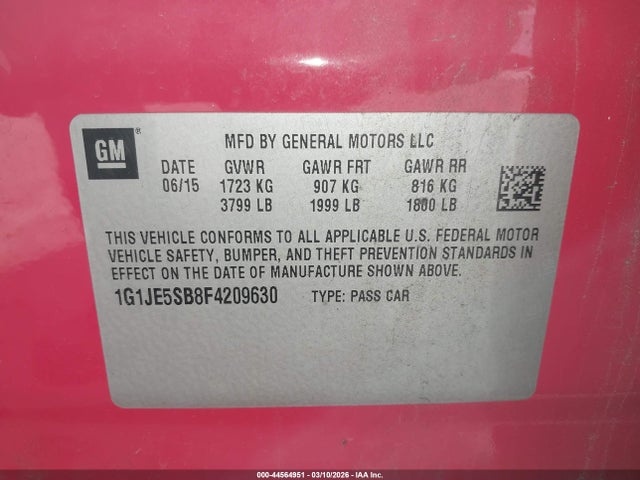 GM®
MFD BY GENERAL MOTORS LLC
DATE GVWR GAWR FRT GAWR RR
06/15 1723 KG 907 KG 816 KG
3799 LB 1999 LB 1800 LB
THIS VEHICLE CONFORMS TO ALL APPLICABLE U.S. FEDERAL MOTOR
VEHICLE SAFETY, BUMPER, AND THEFT PREVENTION STANDARDS IN
EFFECT ON THE DATE OF MANUFACTURE SHOWN ABOVE.
1G1JE5SB8F4209630 TYPE: PASS CAR
000-44564951 - 03/10/2026 - IAA Inc.